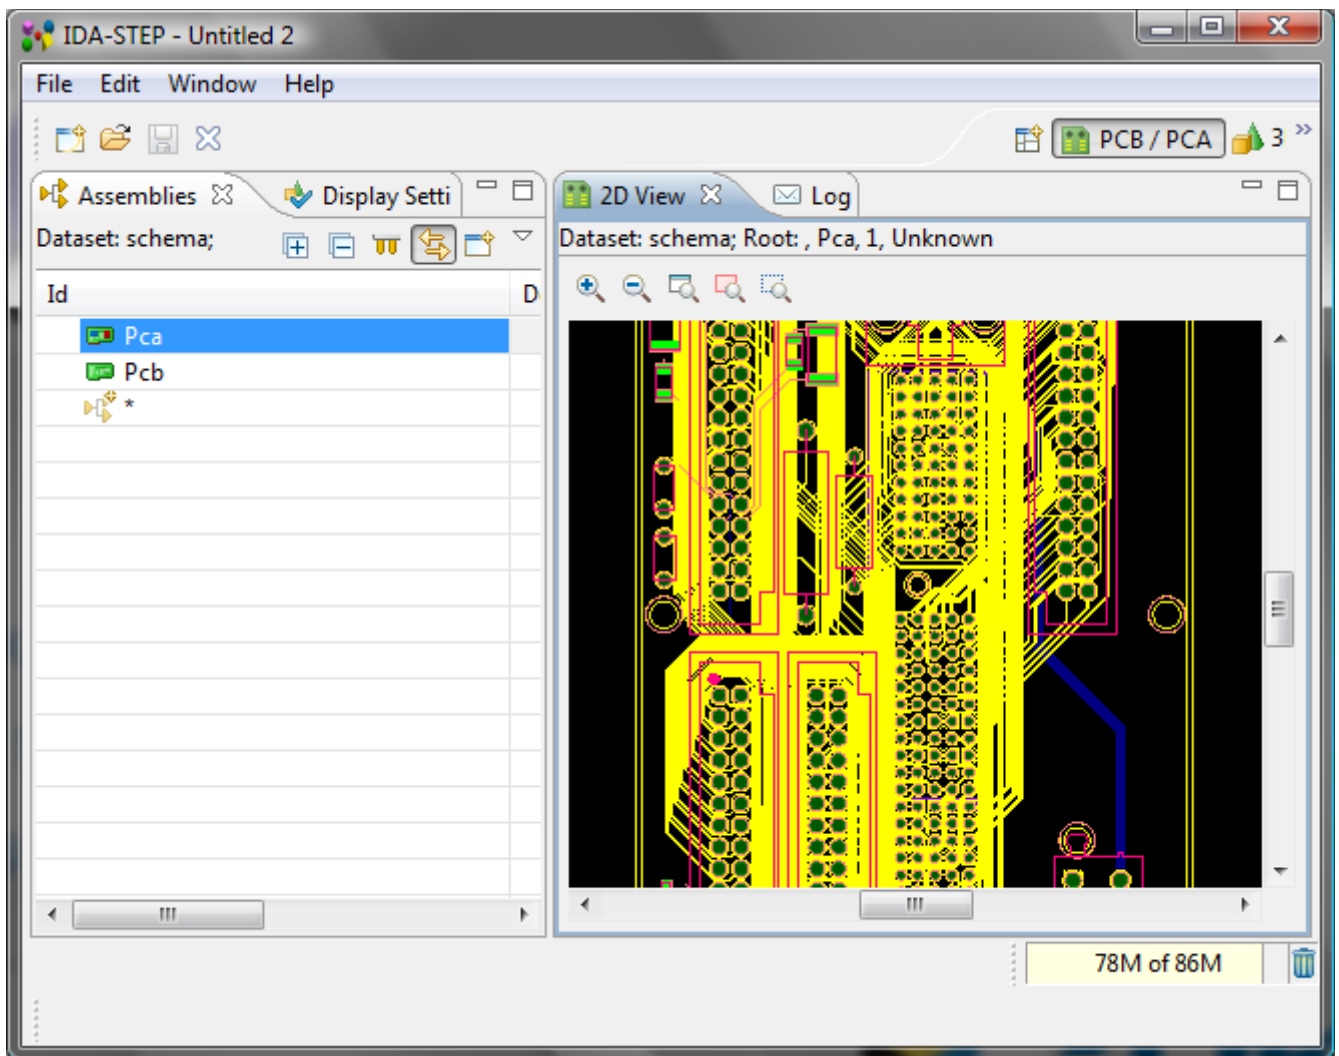 IDA-STEP - Untitled 2
File Edit Window Help
PCB / PCA 3
Assemblies Display Setti
Dataset: schema;
Id D
Pca
Pcb
*
2D View Log
Dataset: schema; Root: , Pca, 1, Unknown
78M of 86M